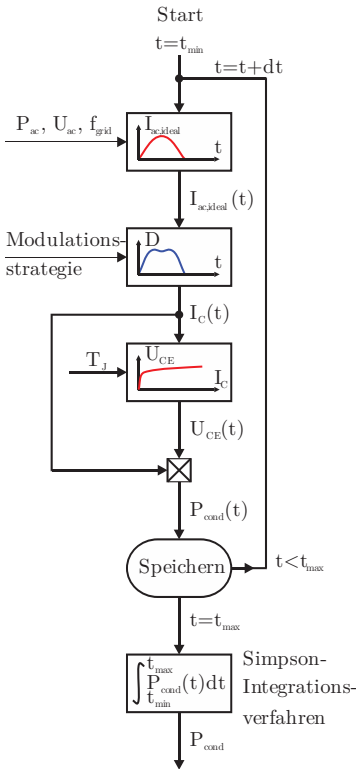 Start
t=t_min
t=t+dt
P_ac, U_ac, f_grid
I_ac,ideal
t
I_ac,ideal(t)
Modulations-
strategie
D
t
I_C(t)
T_J
U_CE
I_C
U_CE(t)
P_cond(t)
Speichern
t<t_max
t=t_max
t_max
∫P_cond(t)dt
t_min
Simpson-
Integrations-
verfahren
P_cond